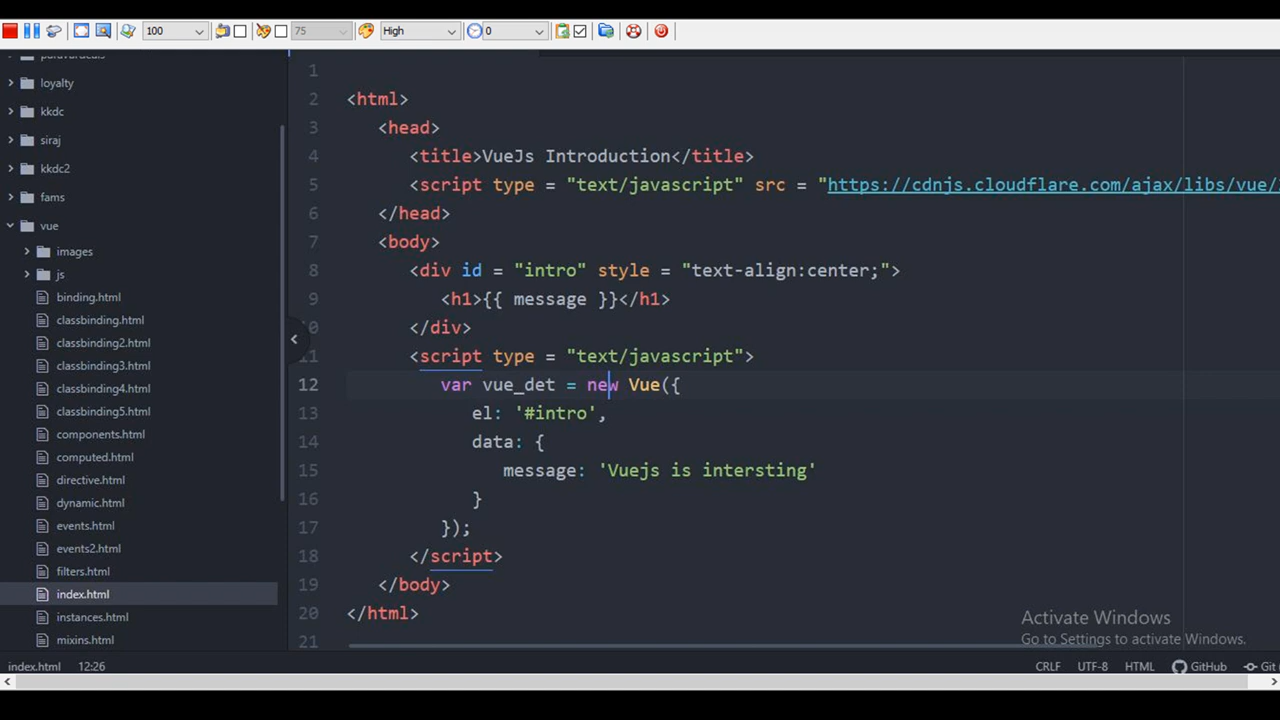 100
75
High
0
paravaracafs
loyalty
kkdc
siraj
kkdc2
fams
vue
images
js
binding.html
classbinding.html
classbinding2.html
classbinding3.html
classbinding4.html
classbinding5.html
components.html
computed.html
directive.html
dynamic.html
events.html
events2.html
filters.html
index.html
instances.html
mixins.html
1
2 <html>
3 <head>
4 <title>VueJs Introduction</title>
5 <script type = "text/javascript" src = "https://cdnjs.cloudflare.com/ajax/libs/vue/
6 </head>
7 <body>
8 <div id = "intro" style = "text-align:center;">
9 <h1>{{ message }}</h1>
10 </div>
11 <script type = "text/javascript">
12 var vue_det = new Vue({
13 el: '#intro',
14 data: {
15 message: 'Vuejs is intersting'
16 }
17 });
18 </script>
19 </body>
20 </html>
21
Activate Windows
Go to Settings to activate Windows.
index.html 12:26 CRLF UTF-8 HTML GitHub Git